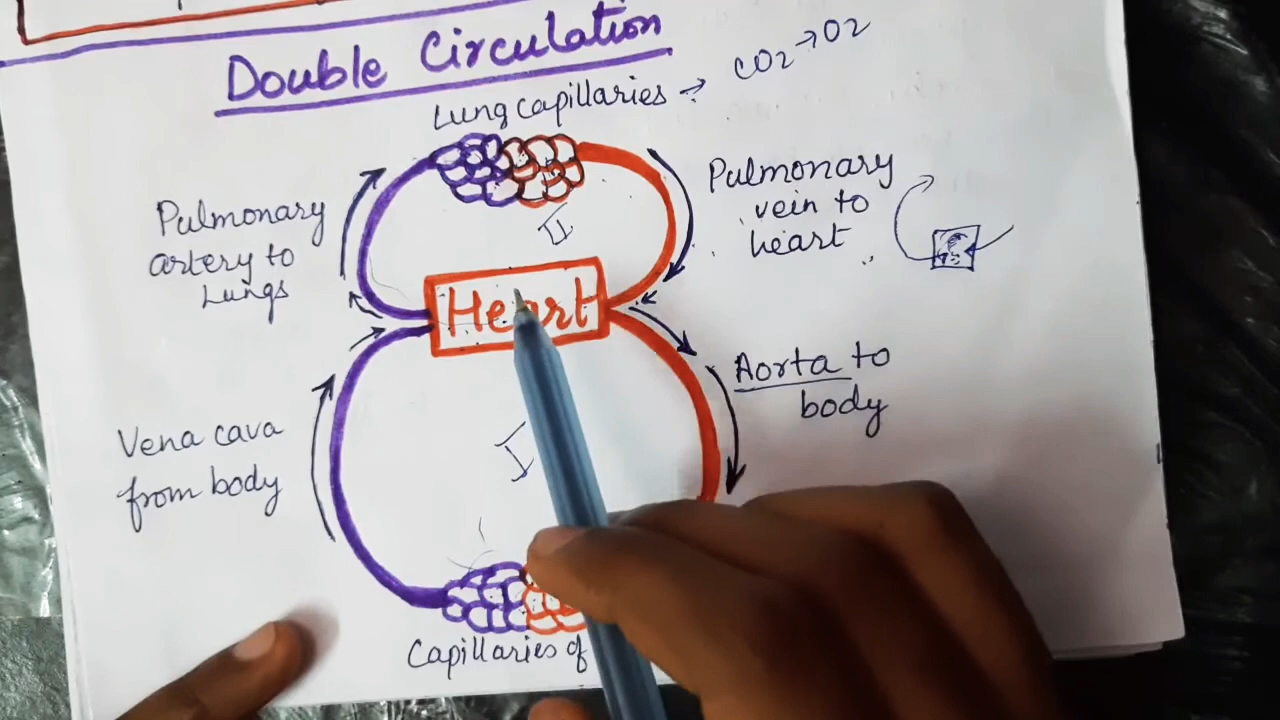 Double Circulation
Lung capillaries → CO2 → O2
Pulmonary
artery to
Lungs
Pulmonary
vein to
heart
II
Heart
Aorta to
body
I
Vena cava
from body
Capillaries of